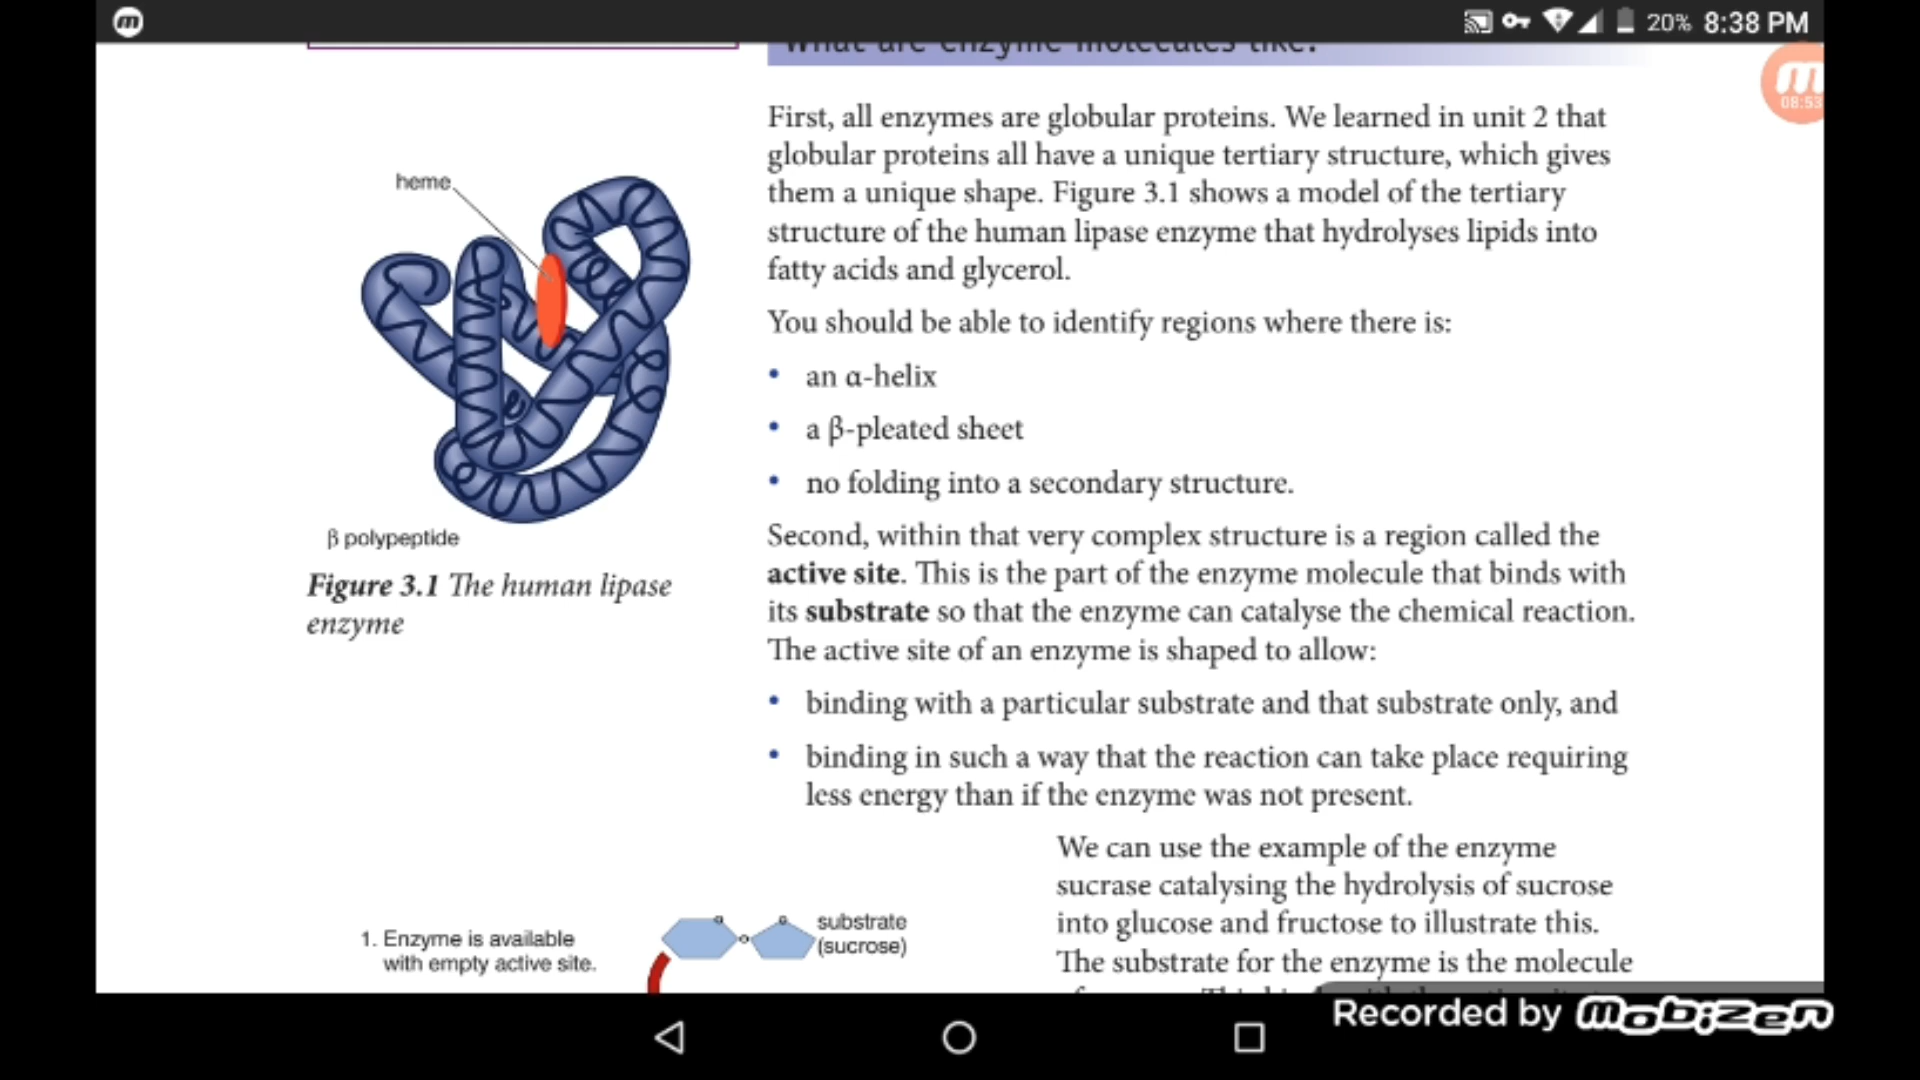 20% 8:38 PM
What are enzyme molecules like?
08:53
First, all enzymes are globular proteins. We learned in unit 2 that
globular proteins all have a unique tertiary structure, which gives
them a unique shape. Figure 3.1 shows a model of the tertiary
structure of the human lipase enzyme that hydrolyses lipids into
fatty acids and glycerol.
You should be able to identify regions where there is:
• an α-helix
• a β-pleated sheet
• no folding into a secondary structure.
Second, within that very complex structure is a region called the
active site. This is the part of the enzyme molecule that binds with
its substrate so that the enzyme can catalyse the chemical reaction.
The active site of an enzyme is shaped to allow:
• binding with a particular substrate and that substrate only, and
• binding in such a way that the reaction can take place requiring
less energy than if the enzyme was not present.
We can use the example of the enzyme
sucrase catalysing the hydrolysis of sucrose
into glucose and fructose to illustrate this.
The substrate for the enzyme is the molecule
heme
β polypeptide
Figure 3.1 The human lipase
enzyme
1. Enzyme is available
with empty active site.
substrate
(sucrose)
Recorded by mobizen